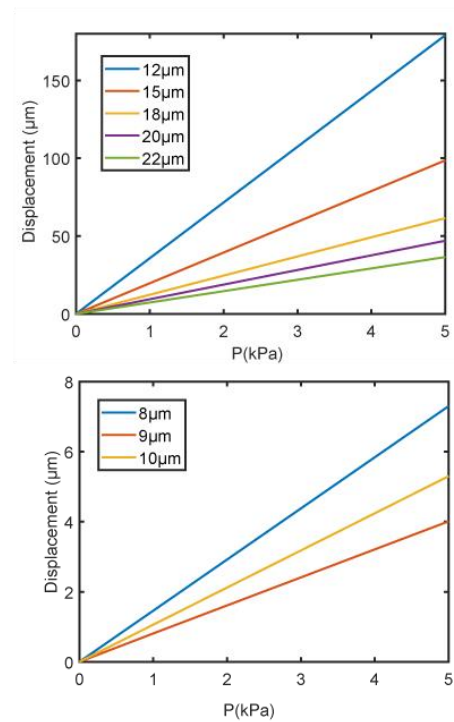 Displacement (μm)
150
100
50
0
12μm
15μm
18μm
20μm
22μm
0 1 2 3 4 5
P(kPa)
Displacement (μm)
8
6
4
2
0
8μm
9μm
10μm
0 1 2 3 4 5
P(kPa)